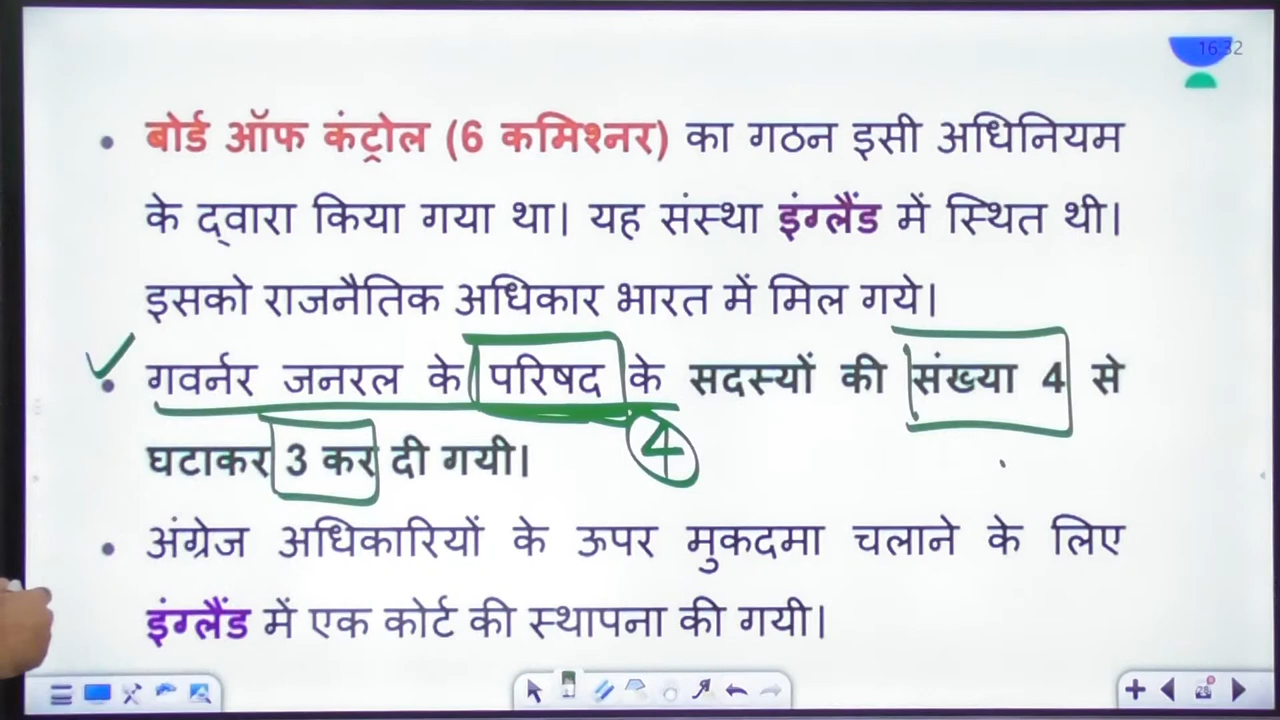 16:32
• बोर्ड ऑफ कंट्रोल (6 कमिश्नर) का गठन इसी अधिनियम
के द्वारा किया गया था। यह संस्था इंग्लैंड में स्थित थी।
इसको राजनैतिक अधिकार भारत में मिल गये।
• गवर्नर जनरल के परिषद के सदस्यों की संख्या 4 से
घटाकर 3 कर दी गयी।
4
• अंग्रेज अधिकारियों के ऊपर मुकदमा चलाने के लिए
इंग्लैंड में एक कोर्ट की स्थापना की गयी।